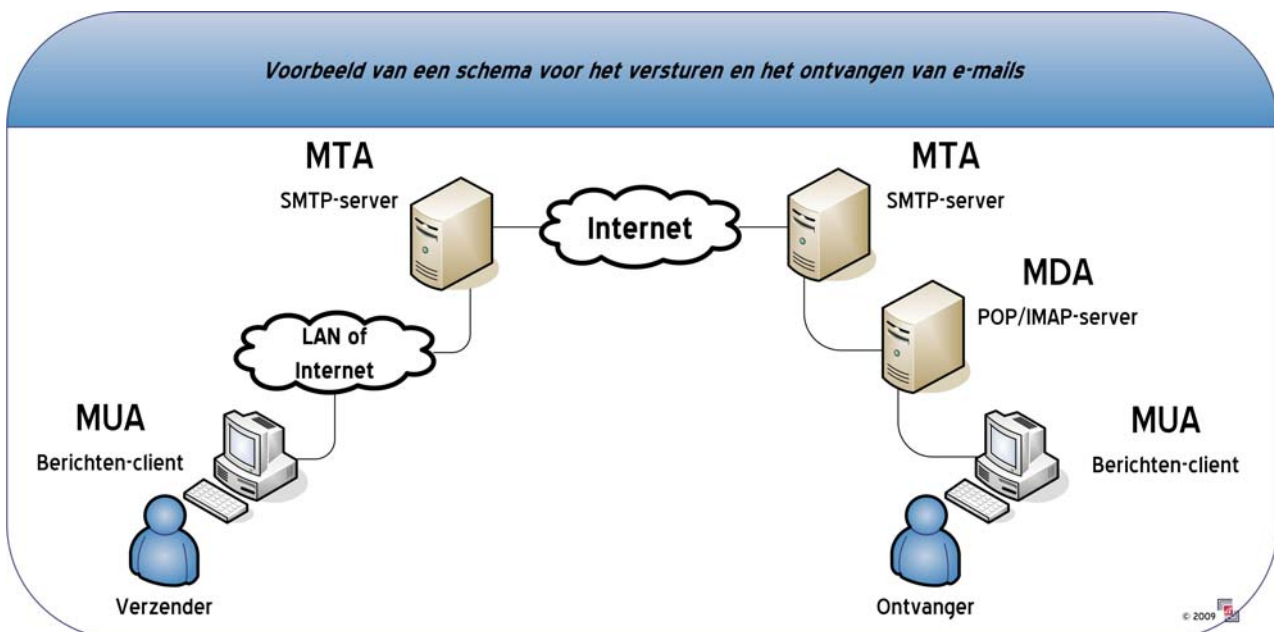 Voorbeeld van een schema voor het versturen en het ontvangen van e-mails
MTA
SMTP-server
Internet
MTA
SMTP-server
MDA
POP/IMAP-server
LAN of
Internet
MUA
Berichten-client
MUA
Berichten-client
Verzender
Ontvanger
© 2009